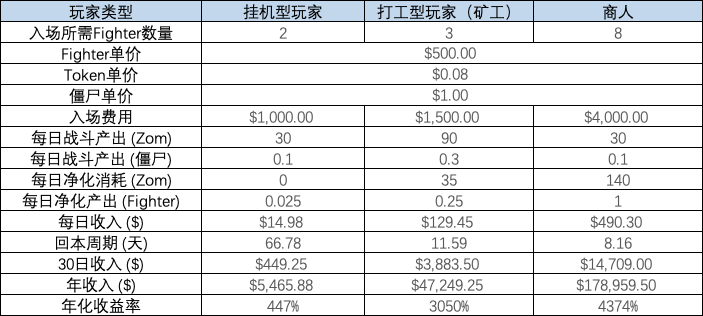 玩家类型 挂机型玩家 打工型玩家（矿工） 商人
入场所需Fighter数量 2 3 8
Fighter单价 $500.00
Token单价 $0.08
僵尸单价 $1.00
入场费用 $1,000.00 $1,500.00 $4,000.00
每日战斗产出 (Zom) 30 90 30
每日战斗产出 (僵尸) 0.1 0.3 0.1
每日净化消耗 (Zom) 0 35 140
每日净化产出 (Fighter) 0.025 0.25 1
每日收入 ($) $14.98 $129.45 $490.30
回本周期 (天) 66.78 11.59 8.16
30日收入 ($) $449.25 $3,883.50 $14,709.00
年收入 ($) $5,465.88 $47,249.25 $178,959.50
年化收益率 447% 3050% 4374%